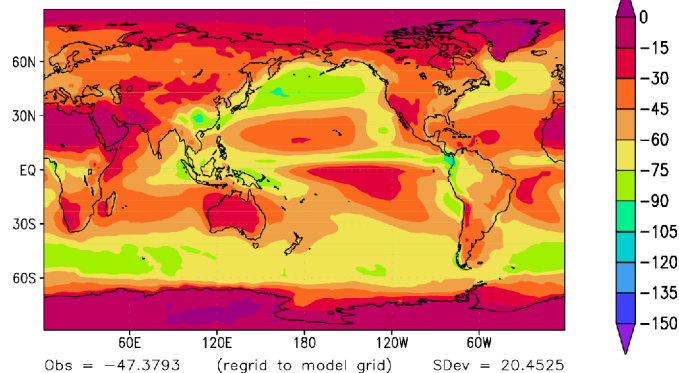 60N
30N
EQ
30S
60S
60E 120E 180 120W 60W
0
−15
−30
−45
−60
−75
−90
−105
−120
−135
−150
Obs = −47.3793 (regrid to model grid) SDev = 20.4525